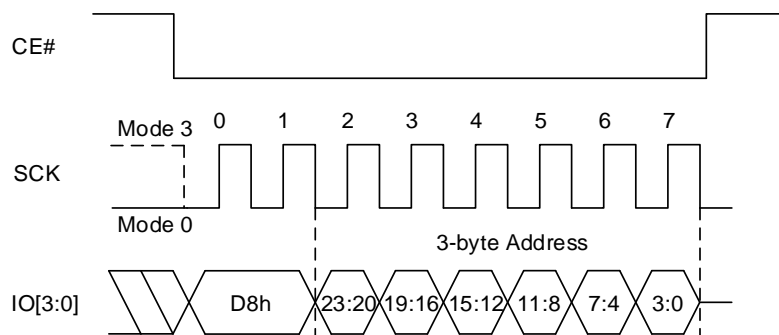 CE#
Mode 3
0 1 2 3 4 5 6 7
SCK
Mode 0
3-byte Address
IO[3:0]
D8h 23:20 19:16 15:12 11:8 7:4 3:0